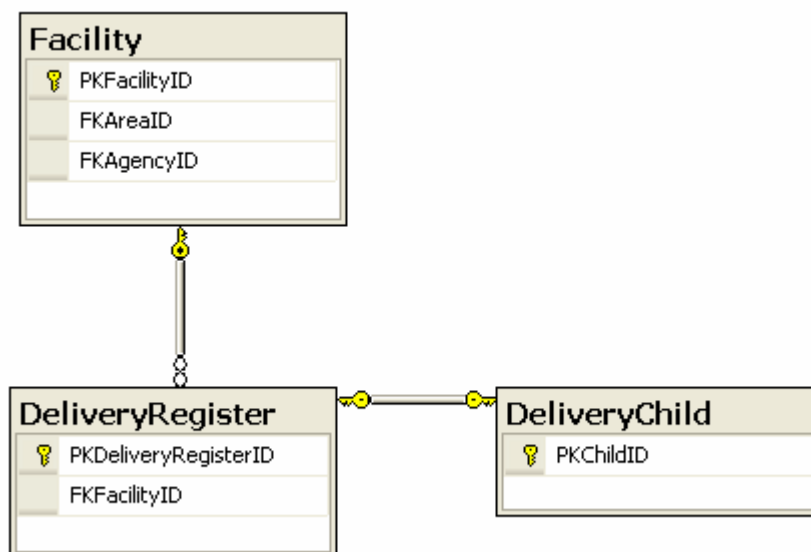 Facility
PKFacilityID
FKAreaID
FKAgencyID
DeliveryRegister
PKDeliveryRegisterID
FKFacilityID
DeliveryChild
PKChildID